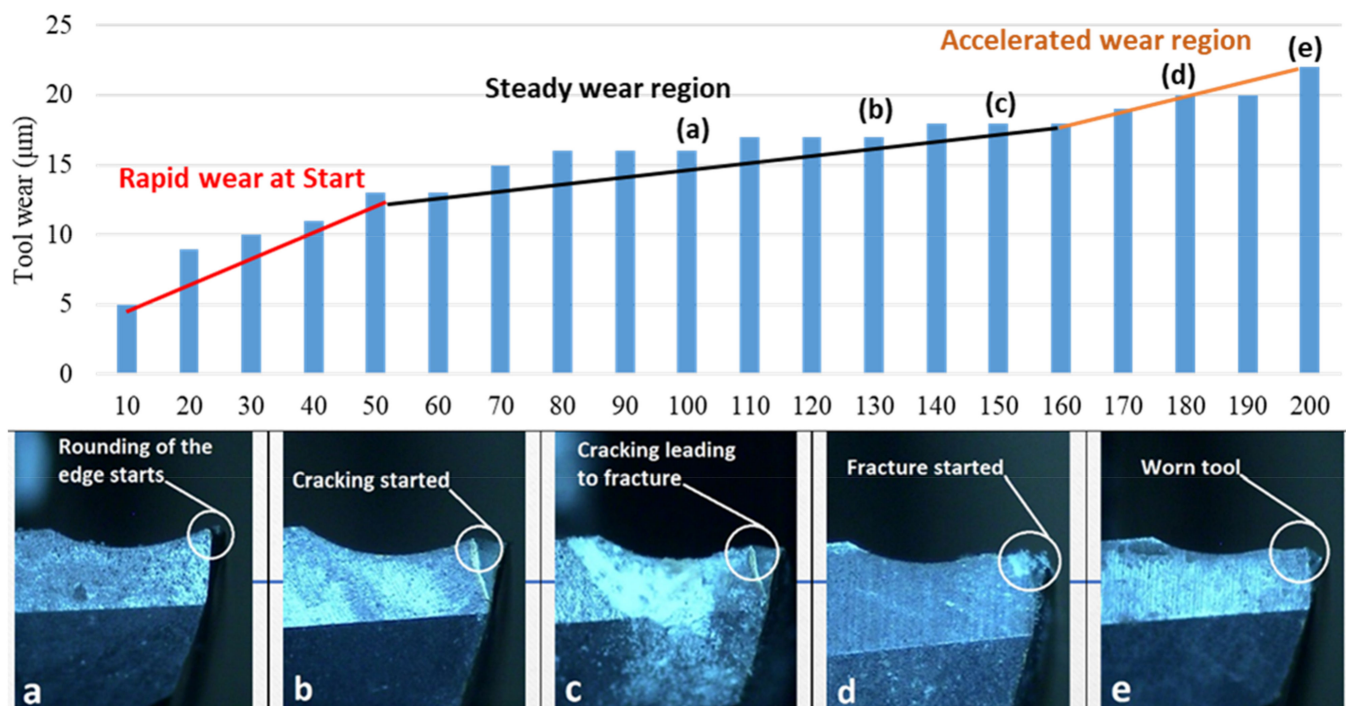 25
Accelerated wear region
(e)
20
Steady wear region
(a)
(b)
(c)
(d)
15
Rapid wear at Start
10
5
0
Tool wear (µm)
10 20 30 40 50 60 70 80 90 100 110 120 130 140 150 160 170 180 190 200
Rounding of the
edge starts
a
Cracking started
b
Cracking leading
to fracture
c
Fracture started
d
Worn tool
e